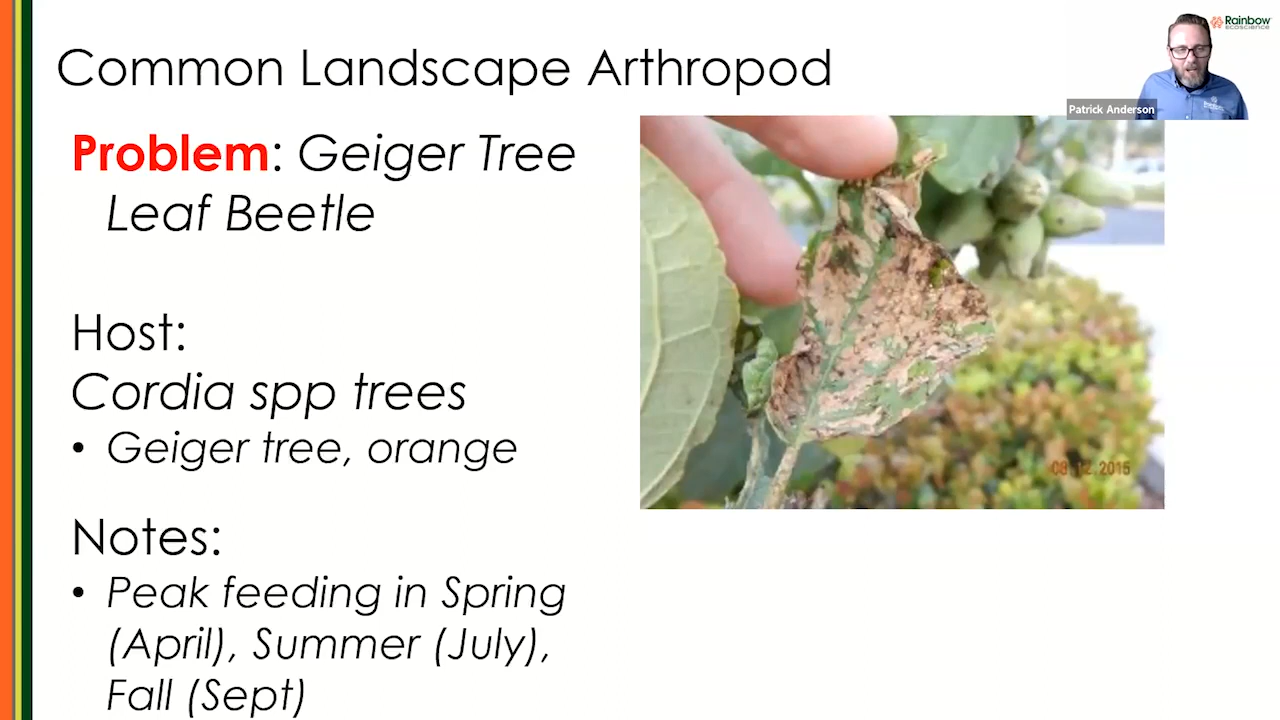 Common Landscape Arthropod
Rainbow
ecoscience
Patrick Anderson
Problem: Geiger Tree
Leaf Beetle
Host:
Cordia spp trees
• Geiger tree, orange
Notes:
• Peak feeding in Spring
(April), Summer (July),
Fall (Sept)
08.12.2015